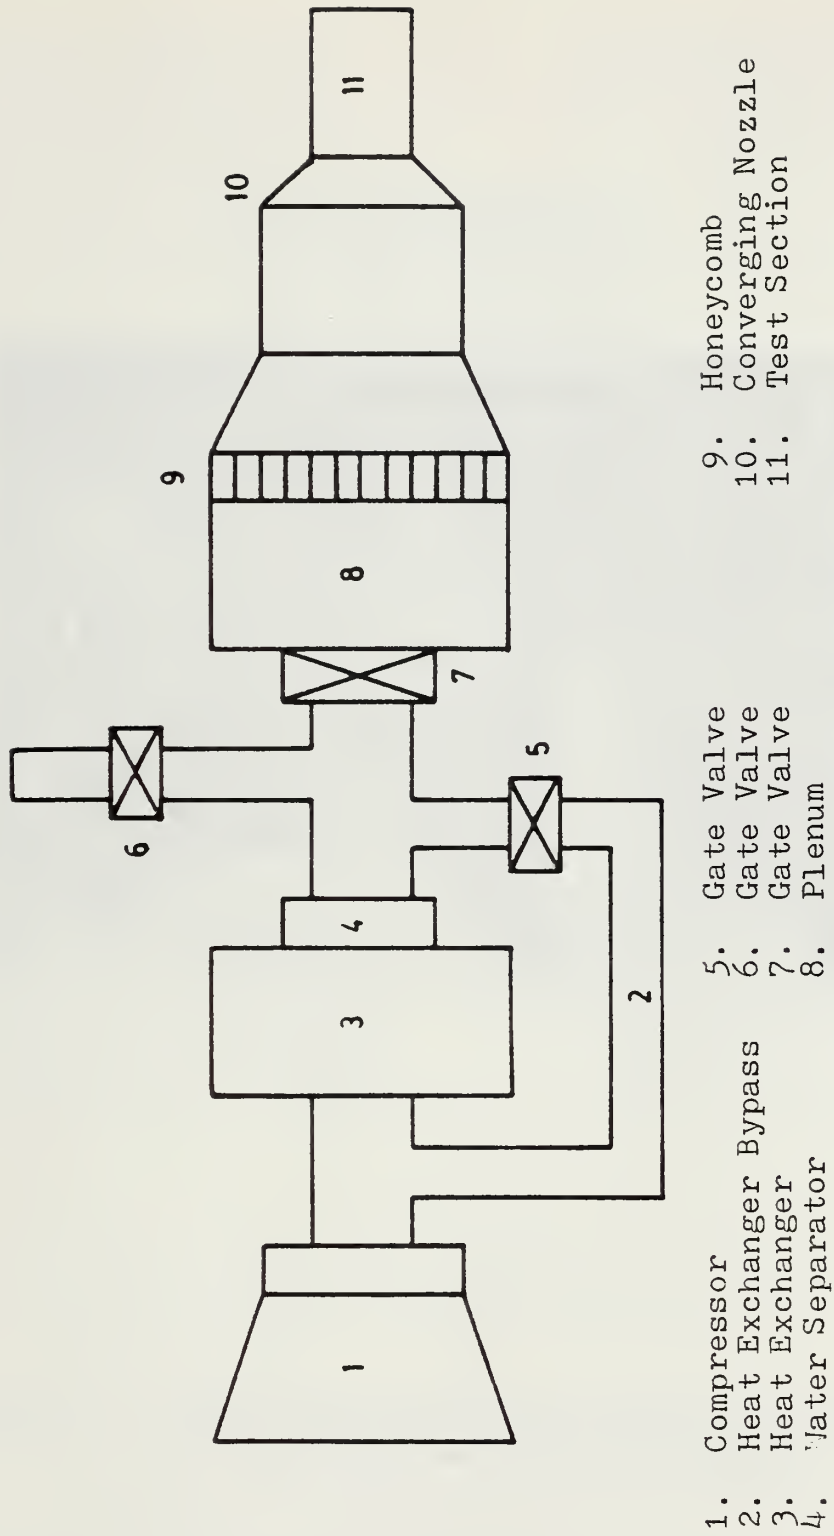 1
2
3
4
5
6
7
8
9
10
11
1. Compressor
2. Heat Exchanger Bypass
3. Heat Exchanger
4. Water Separator
5. Gate Valve
6. Gate Valve
7. Gate Valve
8. Plenum
9. Honeycomb
10. Converging Nozzle
11. Test Section